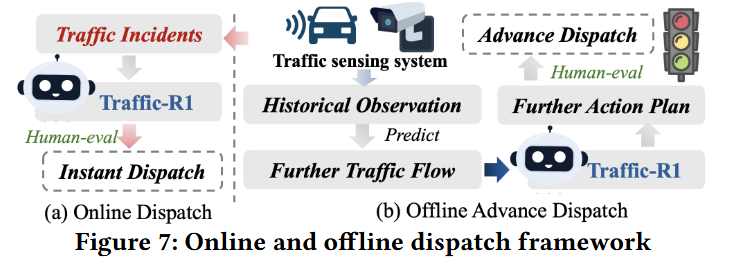 Traffic Incidents
Traffic-R1
Human-eval
Instant Dispatch
(a) Online Dispatch
Traffic sensing system
Historical Observation
Predict
Further Traffic Flow
Advance Dispatch
Human-eval
Further Action Plan
Traffic-R1
(b) Offline Advance Dispatch
Figure 7: Online and offline dispatch framework